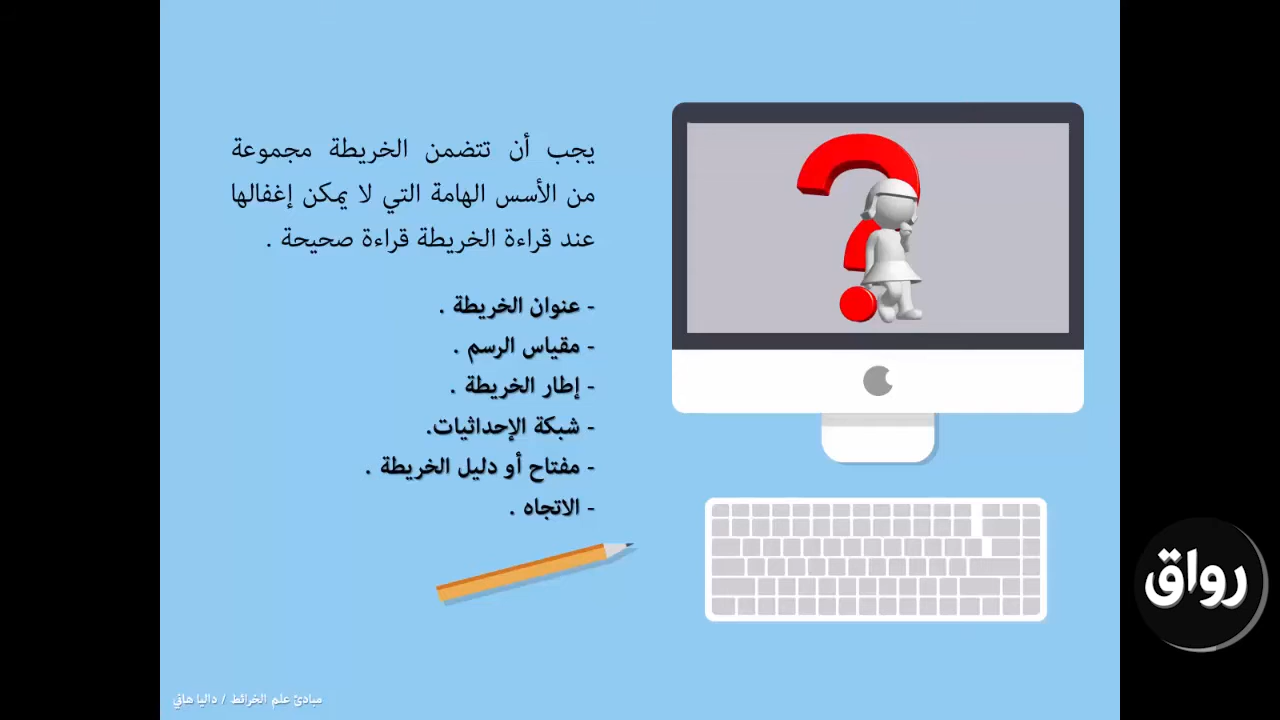 يجب أن تتضمن الخريطة مجموعة
من الأسس الهامة التي لا يمكن إغفالها
عند قراءة الخريطة قراءة صحيحة .
- عنوان الخريطة .
- مقياس الرسم .
- إطار الخريطة .
- شبكة الإحداثيات.
- مفتاح أو دليل الخريطة .
- الاتجاه .
رواق
مبادئ علم الخرائط / داليا هاني